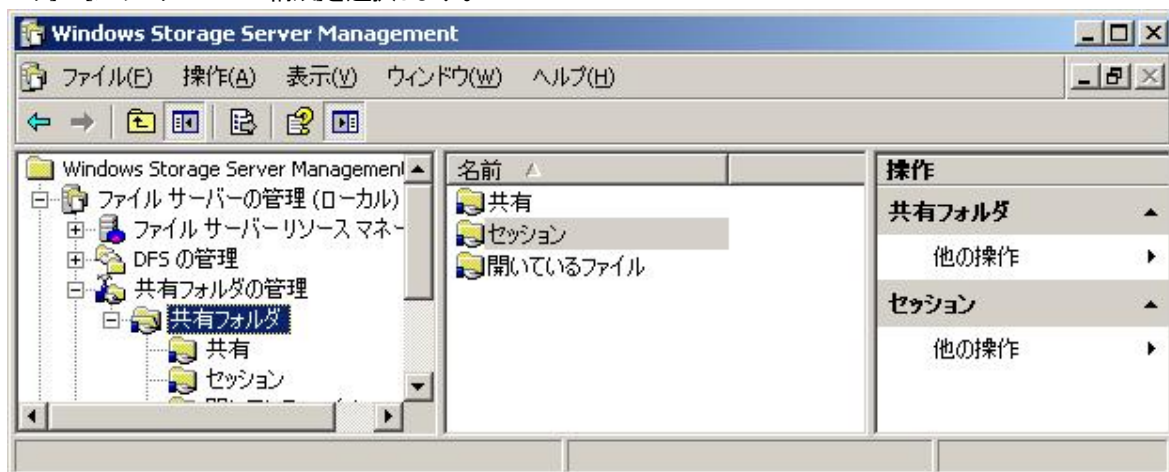 Windows Storage Server Management
ファイル(F) 操作(A) 表示(V) ウィンドウ(W) ヘルプ(H)
Windows Storage Server Management
ファイル サーバーの管理 (ローカル)
ファイル サーバー リソース マネー
DFS の管理
共有フォルダの管理
共有フォルダ
共有
セッション
名前
共有
セッション
開いているファイル
操作
共有フォルダ
他の操作
セッション
他の操作